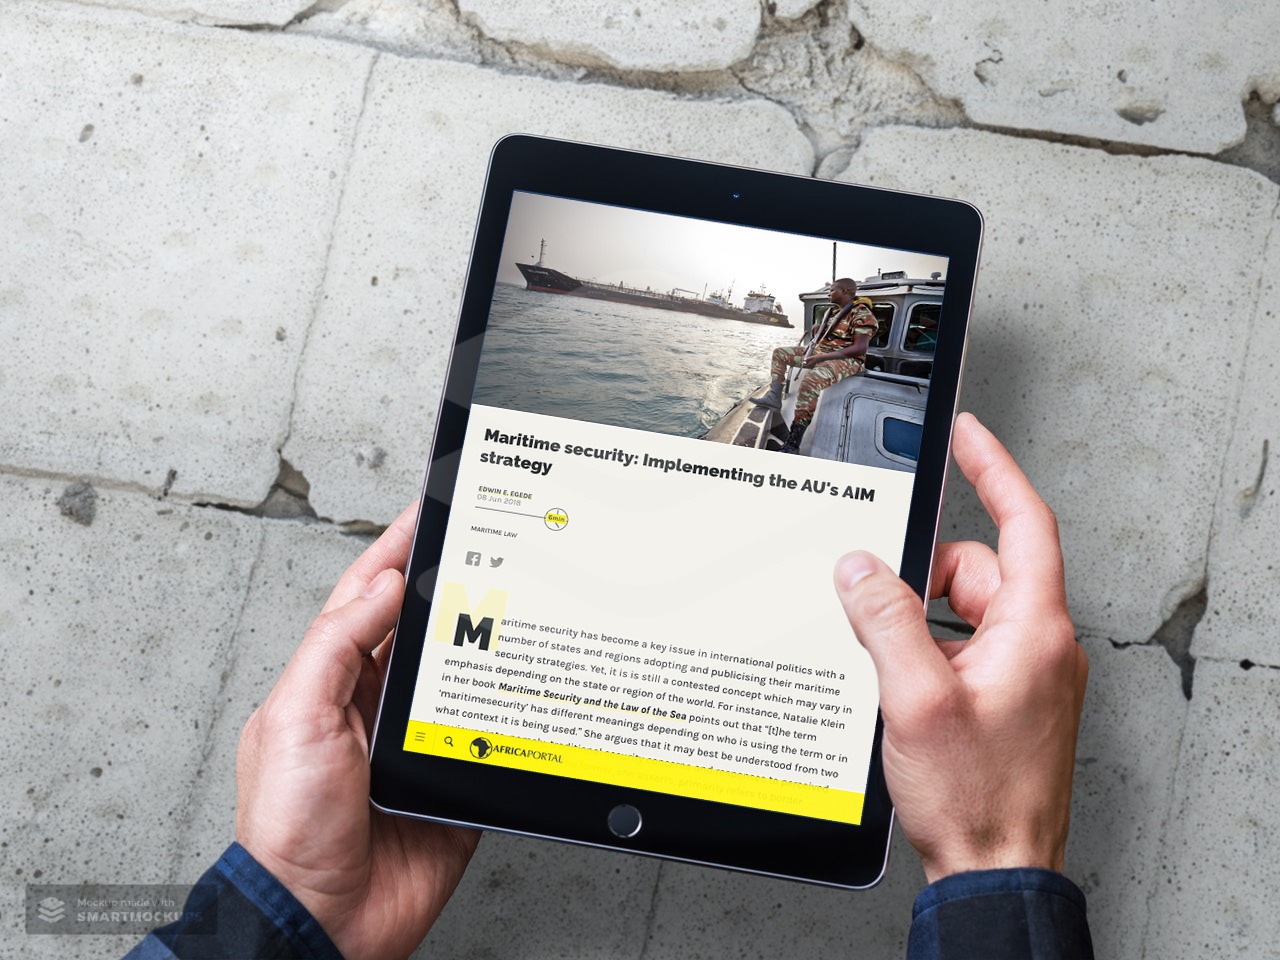 Maritime security: Implementing the AU's AIM
strategy
EDWIN E. EGEDE
08 Jun 2018
6min
MARITIME LAW
M
Maritime security has become a key issue in international politics with a
number of states and regions adopting and publicising their maritime
security strategies. Yet, it is is still a contested concept which may vary in
emphasis depending on the state or region of the world. For instance, Natalie Klein
in her book Maritime Security and the Law of the Sea points out that "[t]he term
'maritimesecurity' has different meanings depending on who is using the term or in
what context it is being used." She argues that it may best be understood from two
AFRICAPORTAL
primarily refers to border
Mockup made with
SMARTMOCKUPS